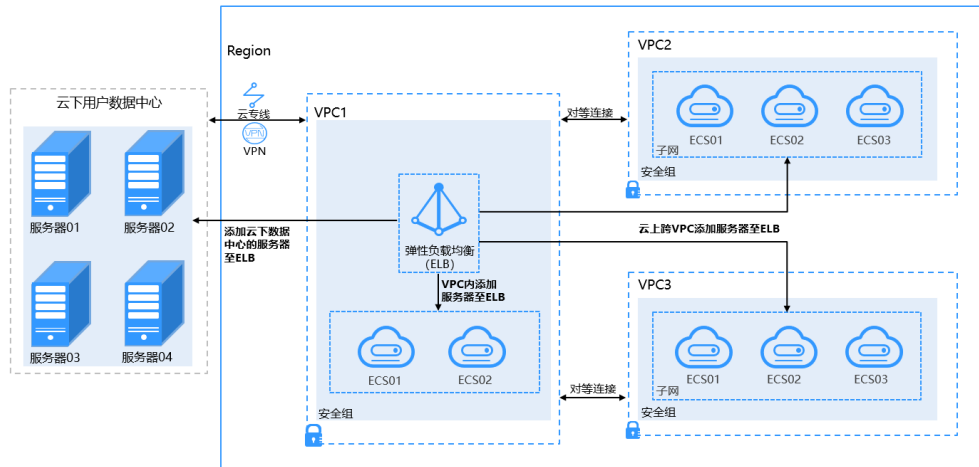 Region
云下用户数据中心
服务器01
服务器02
服务器03
服务器04
云专线
VPN
VPN
添加云下数据
中心的服务器
至ELB
VPC1
弹性负载均衡
(ELB)
VPC内添加
服务器至ELB
ECS01
ECS02
安全组
对等连接
云上跨VPC添加服务器至ELB
对等连接
VPC2
ECS01
ECS02
ECS03
子网
安全组
VPC3
ECS01
ECS02
ECS03
子网
安全组